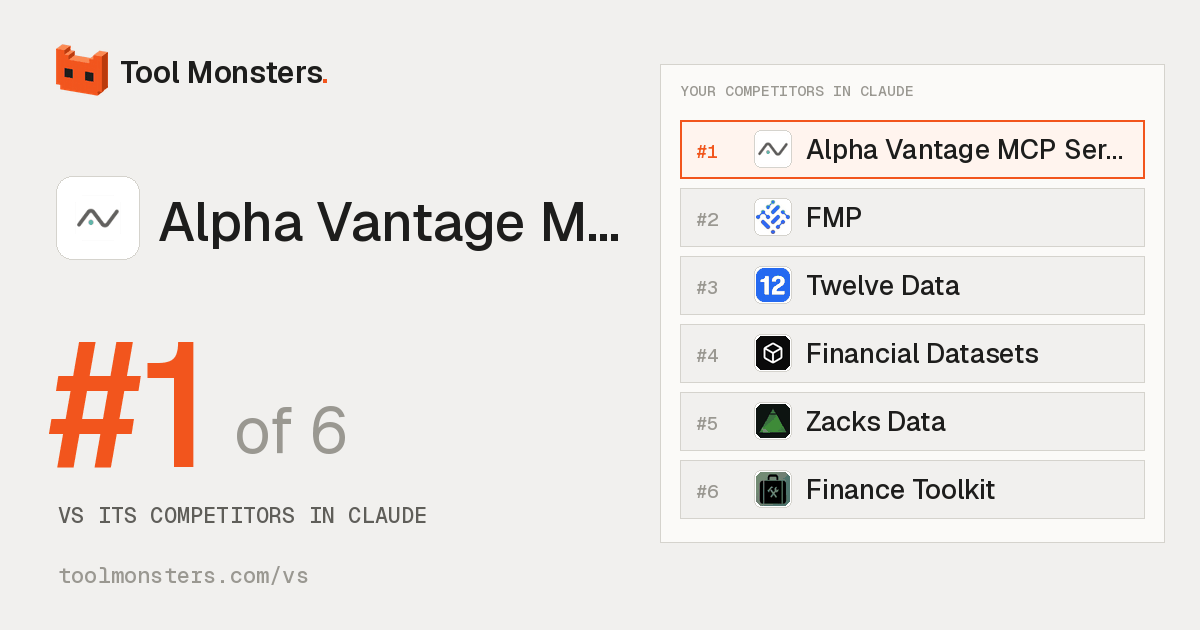 Tool Monsters.
Alpha Vantage M...
#1 of 6
VS ITS COMPETITORS IN CLAUDE
toolmonsters.com/vs
YOUR COMPETITORS IN CLAUDE
#1 Alpha Vantage MCP Ser...
#2 FMP
#3 12 Twelve Data
#4 Financial Datasets
#5 Zacks Data
#6 Finance Toolkit